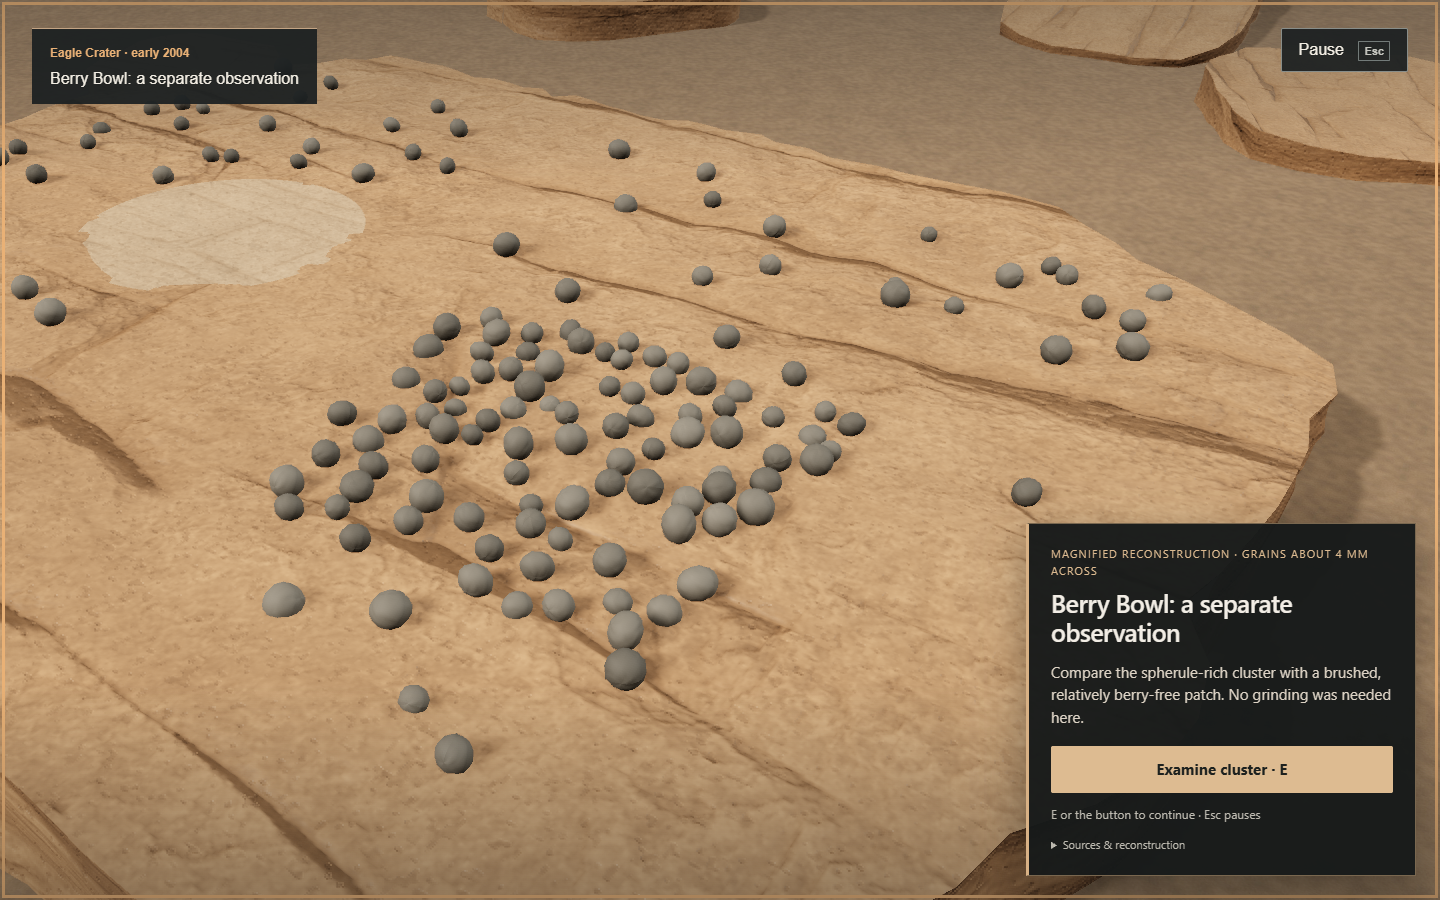 Eagle Crater · early 2004
Berry Bowl: a separate observation
Pause Esc
MAGNIFIED RECONSTRUCTION · GRAINS ABOUT 4 MM
ACROSS
Berry Bowl: a separate
observation
Compare the spherule-rich cluster with a brushed,
relatively berry-free patch. No grinding was needed
here.
Examine cluster · E
E or the button to continue · Esc pauses
▶ Sources & reconstruction